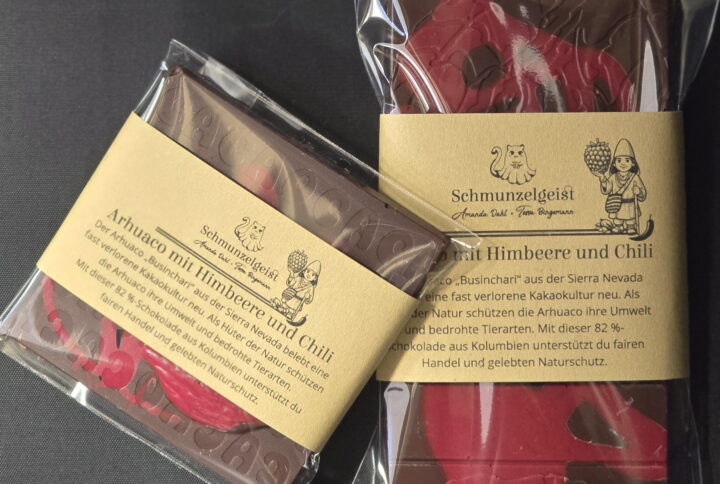 Schmunzelgeist
Amanda Dahl • Tessa Bingemann
Arhuaco mit Himbeere und Chili
Der Arhuaco „Businchari“ aus der Sierra Nevada belebt eine
fast verlorene Kakaokultur neu. Als Hüter der Natur schützen
die Arhuaco ihre Umwelt und bedrohte Tierarten.
Mit dieser 82 %-Schokolade aus Kolumbien unterstützt du
fairen Handel und gelebten Naturschutz.
Schmunzelgeist
Amanda Dahl • Tessa Bingemann
mit Himbeere und Chili
„Businchari“ aus der Sierra Nevada
eine fast verlorene Kakaokultur neu. Als
der Natur schützen die Arhuaco ihre Umwelt
und bedrohte Tierarten. Mit dieser 82 %-
Schokolade aus Kolumbien unterstützt du fairen
Handel und gelebten Naturschutz.